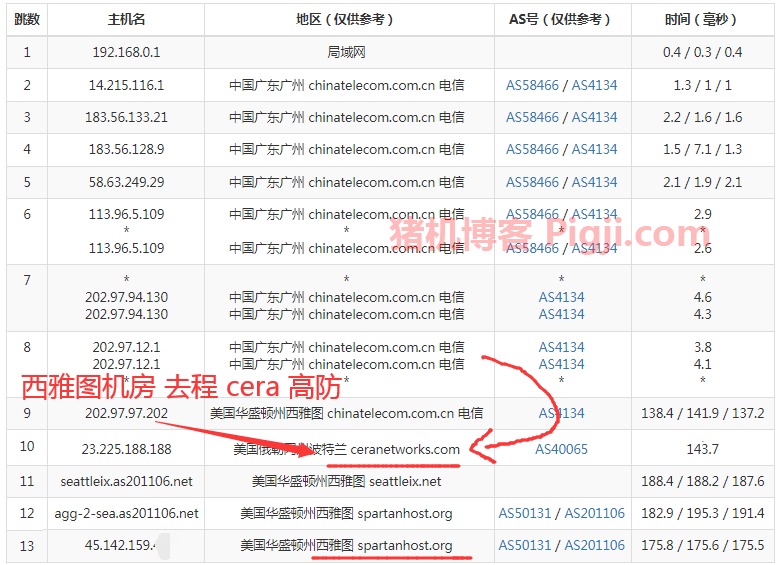 跳数 主机名 地区（仅供参考） AS号（仅供参考） 时间（毫秒）
1 192.168.0.1 局域网 0.4 / 0.3 / 0.4
2 14.215.116.1 中国广东广州 chinatelecom.com.cn 电信 AS58466 / AS4134 1.3 / 1 / 1
3 183.56.133.21 中国广东广州 chinatelecom.com.cn 电信 AS58466 / AS4134 2.2 / 1.6 / 1.6
4 183.56.128.9 中国广东广州 chinatelecom.com.cn 电信 AS58466 / AS4134 1.5 / 7.1 / 1.3
5 58.63.249.29 中国广东广州 chinatelecom.com.cn 电信 AS58466 / AS4134 2.1 / 1.9 / 2.1
6 113.96.5.109 中国广东广州 chinatelecom.com.cn 电信 AS58466 / AS4134 2.9
* * * *
113.96.5.109 中国广东广州 chinatelecom.com.cn 电信 AS58466 / AS4134 2.6
猪机博客 Pigji.com
7 * * * *
202.97.94.130 中国广东广州 chinatelecom.com.cn 电信 AS4134 4.6
202.97.94.130 中国广东广州 chinatelecom.com.cn 电信 AS4134 4.3
8 202.97.12.1 中国广东广州 chinatelecom.com.cn 电信 AS4134 3.8
202.97.12.1 中国广东广州 chinatelecom.com.cn 电信 AS4134 4.1
* * * *
西雅图机房 去程 cera 高防
9 202.97.97.202 美国华盛顿州西雅图 chinatelecom.com.cn 电信 AS4134 138.4 / 141.9 / 137.2
10 23.225.188.188 美国俄勒冈州波特兰 ceranetworks.com AS40065 143.7
11 seattleix.as201106.net 美国华盛顿州西雅图 seattleix.net 188.4 / 188.2 / 187.6
12 agg-2-sea.as201106.net 美国华盛顿州西雅图 spartanhost.org AS50131 / AS201106 182.9 / 195.3 / 191.4
13 45.142.159. 美国华盛顿州西雅图 spartanhost.org AS50131 / AS201106 175.8 / 175.6 / 175.5